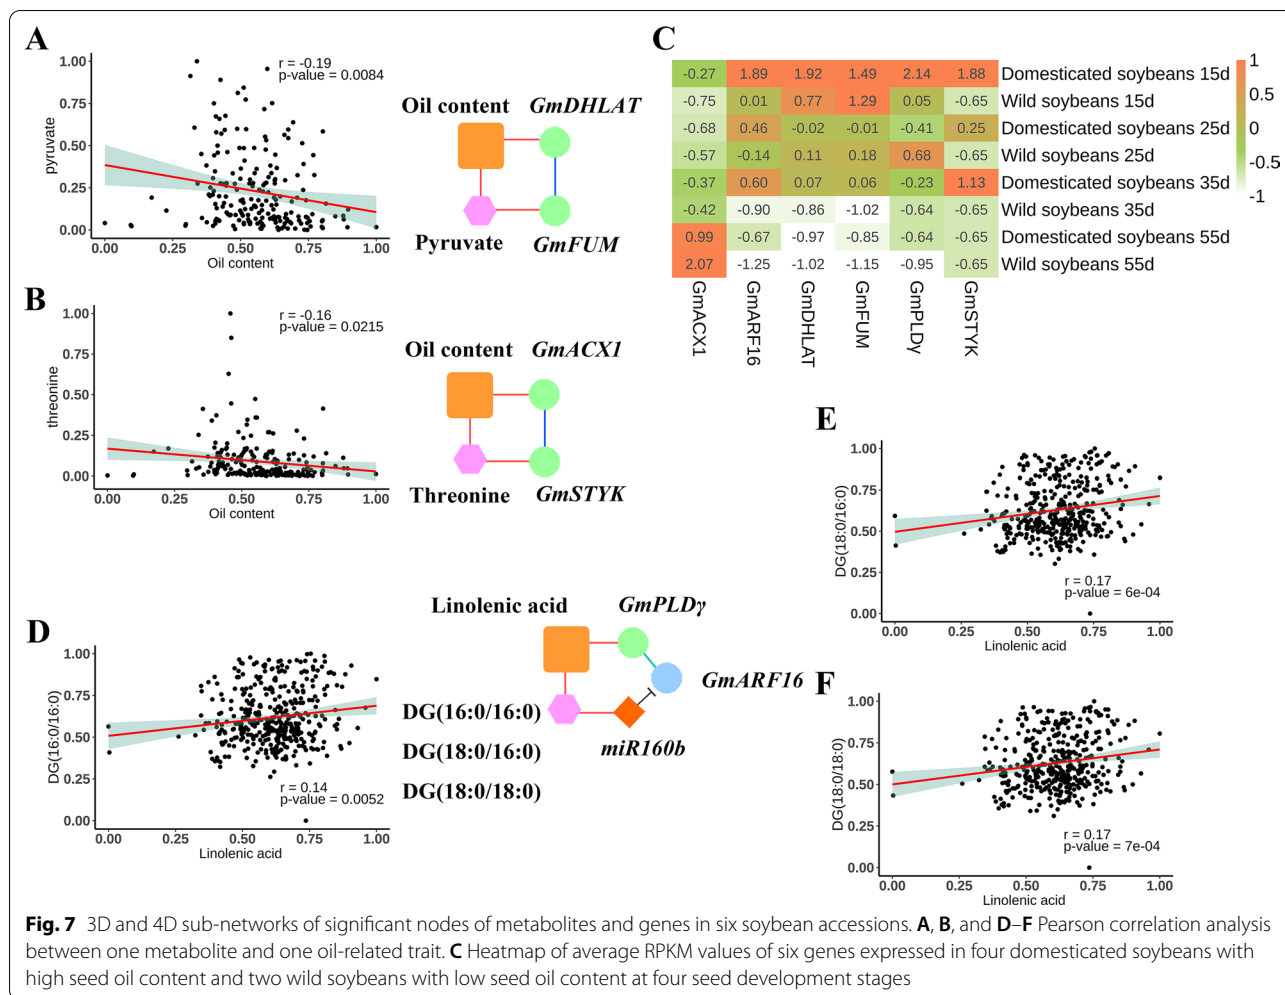 A
1.00
0.75
0.50
0.25
0.00
pyruvate
r = -0.19
p-value = 0.0084
0.00 0.25 0.50 0.75 1.00
Oil content
Oil content GmDHLAT
Pyruvate GmFUM
B
1.00
0.75
0.50
0.25
0.00
threonine
r = -0.16
p-value = 0.0215
0.00 0.25 0.50 0.75 1.00
Oil content
Oil content GmACX1
Threonine GmSTYK
C
-0.27 1.89 1.92 1.49 2.14 1.88 Domesticated soybeans 15d
-0.75 0.01 0.77 1.29 0.05 -0.65 Wild soybeans 15d
-0.68 0.46 -0.02 -0.01 -0.41 0.25 Domesticated soybeans 25d
-0.57 -0.14 0.11 0.18 0.68 -0.65 Wild soybeans 25d
-0.37 0.60 0.07 0.06 -0.23 1.13 Domesticated soybeans 35d
-0.42 -0.90 -0.86 -1.02 -0.64 -0.65 Wild soybeans 35d
0.99 -0.67 -0.97 -0.85 -0.64 -0.65 Domesticated soybeans 55d
2.07 -1.25 -1.02 -1.15 -0.95 -0.65 Wild soybeans 55d
GmACX1 GmARF16 GmDHLAT GmFUM GmPLDγ GmSTYK
1
0.5
0
-0.5
-1
D
1.00
0.75
0.50
0.25
0.00
DG(16:0/16:0)
r = 0.14
p-value = 0.0052
0.00 0.25 0.50 0.75 1.00
Linolenic acid
Linolenic acid GmPLDγ
GmARF16
DG(16:0/16:0)
miR160b
DG(18:0/16:0)
DG(18:0/18:0)
E
1.00
0.75
0.50
0.25
0.00
DG(18:0/16:0)
r = 0.17
p-value = 6e-04
0.00 0.25 0.50 0.75 1.00
Linolenic acid
F
1.00
0.75
0.50
0.25
0.00
DG(18:0/18:0)
r = 0.17
p-value = 7e-04
0.00 0.25 0.50 0.75 1.00
Linolenic acid
Fig. 7 3D and 4D sub-networks of significant nodes of metabolites and genes in six soybean accessions. A, B, and D–F Pearson correlation analysis
between one metabolite and one oil-related trait. C Heatmap of average RPKM values of six genes expressed in four domesticated soybeans with
high seed oil content and two wild soybeans with low seed oil content at four seed development stages